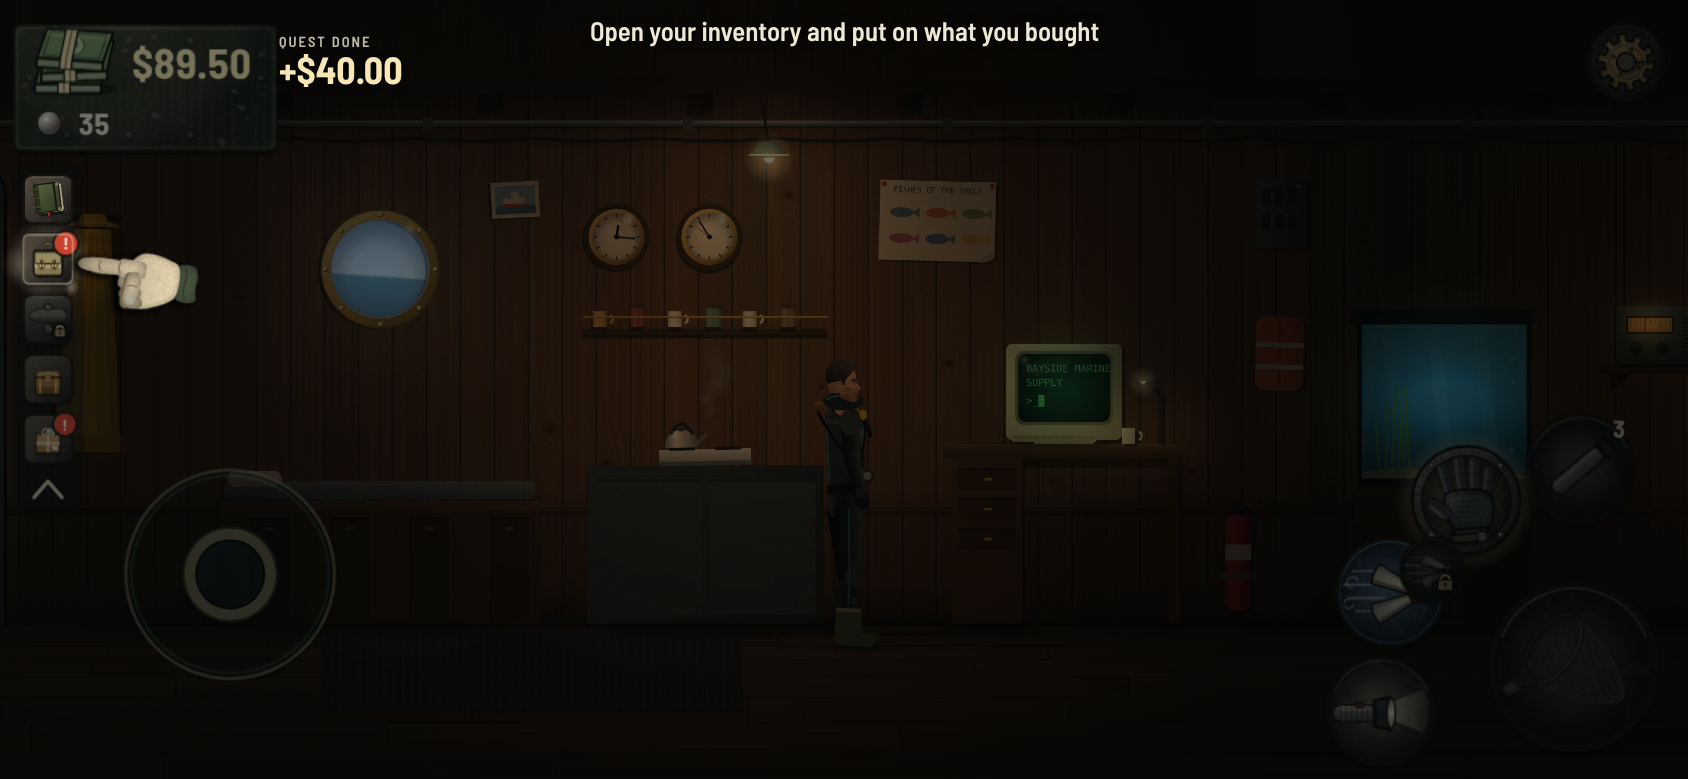 Open your inventory and put on what you bought
QUEST DONE
$89.50
+$40.00
35
FISHES OF THE SHELF
BAYSIDE MARINE
SUPPLY
>_
3